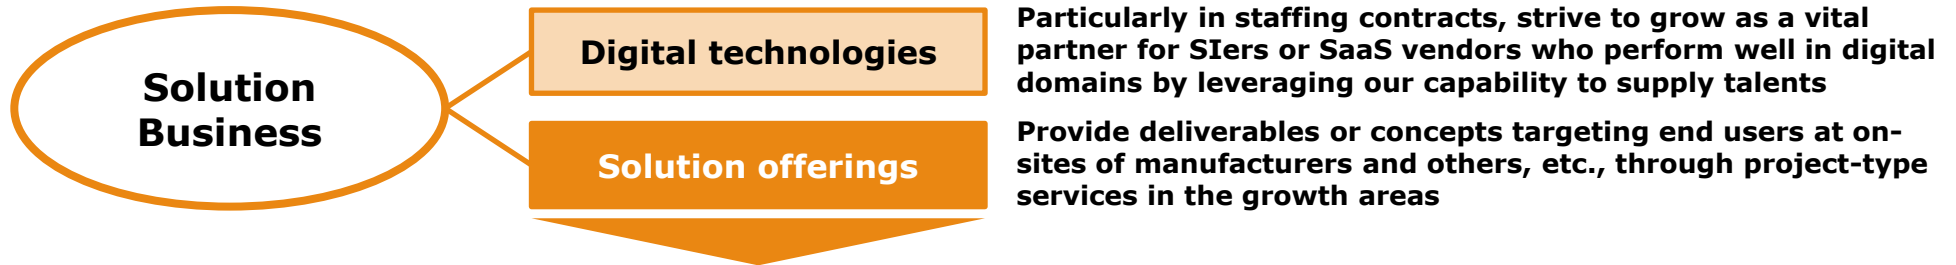 Solution
Business
Digital technologies
Particularly in staffing contracts, strive to grow as a vital
partner for SIers or SaaS vendors who perform well in digital
domains by leveraging our capability to supply talents
Solution offerings
Provide deliverables or concepts targeting end users at on-
sites of manufacturers and others, etc., through project-type
services in the growth areas